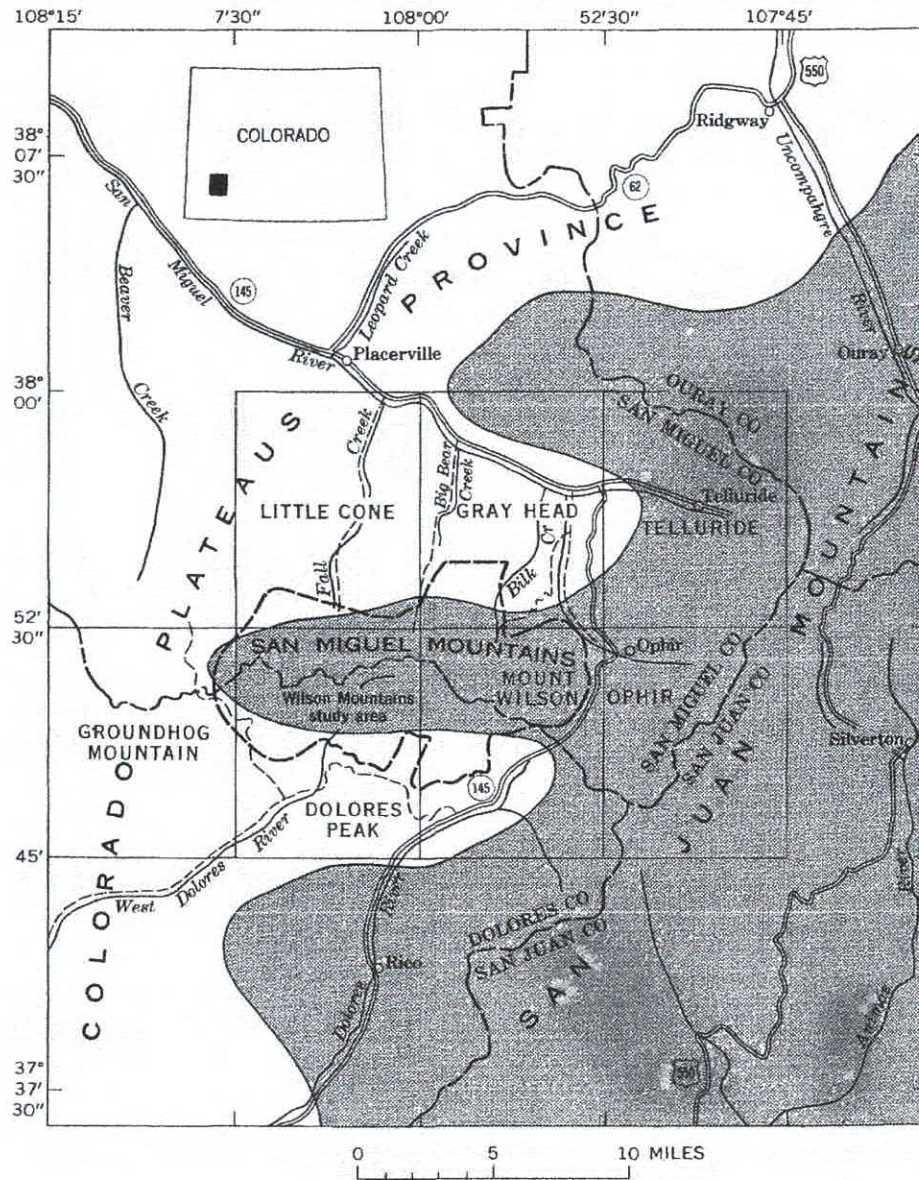 108°15′ 7′30″ 108°00′ 52′30″ 107°45′
550
COLORADO
Ridgway
38°
07′
30″
62
Uncompahgre
River
San
Miguel
River
Beaver
Creek
145
Leopard Creek
PROVINCE
Placerville
Ouray
38°
00′
OURAY CO
SAN MIGUEL CO
PLATEAUS
Creek
Fall
Big Bear
Creek
LITTLE CONE
GRAY HEAD
Cr
Bilk
Telluride
TELLURIDE
MOUNTAIN
52′
30″
SAN MIGUEL MOUNTAINS
Ophir
MOUNT
WILSON
OPHIR
Wilson Mountains
study area
SAN MIGUEL CO
SAN JUAN CO
GROUNDHOG
MOUNTAIN
Silverton
JUAN
145
DOLORES
PEAK
River
Dolores
West
45′
COLORADO
River
Dolores
Rico
DOLORES CO
SAN JUAN CO
SAN
River
Animas
37°
37′
30″
550
0 5 10 MILES